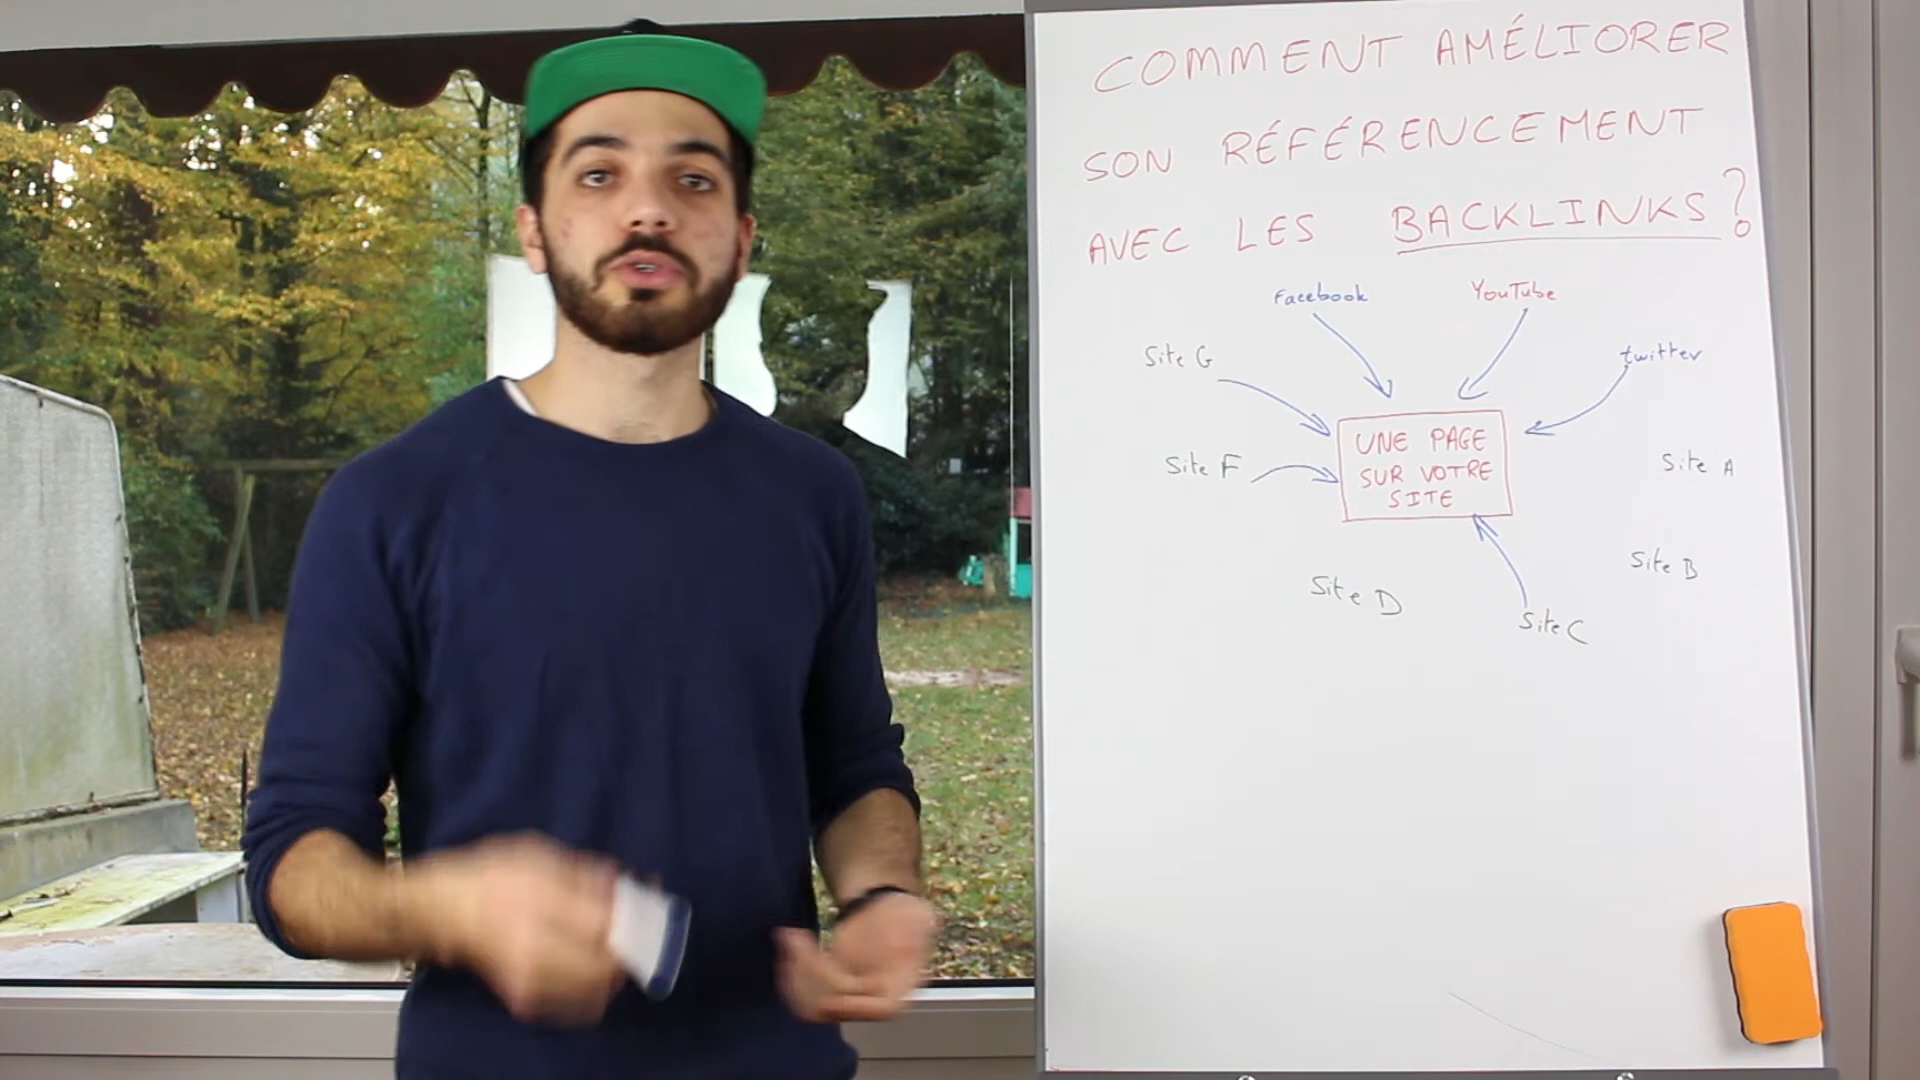 COMMENT AMÉLIORER
SON RÉFÉRENCEMENT
AVEC LES BACKLINKS?
Facebook
YouTube
Site G
twitter
UNE PAGE
SUR VOTRE
SITE
Site F
Site A
Site B
Site D
Site C